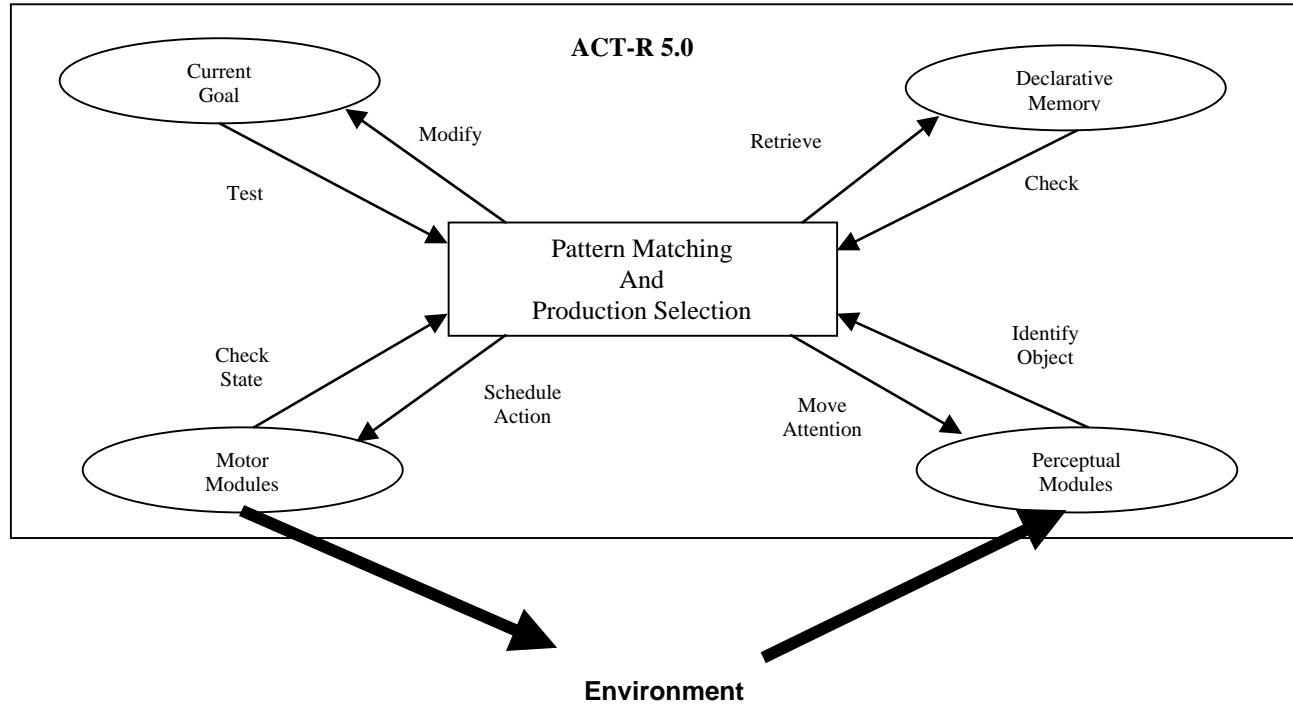 ACT-R 5.0
Current
Goal
Declarative
Memory
Modify
Retrieve
Test
Check
Pattern Matching
And
Production Selection
Check
State
Schedule
Action
Move
Attention
Identify
Object
Motor
Modules
Perceptual
Modules
Environment